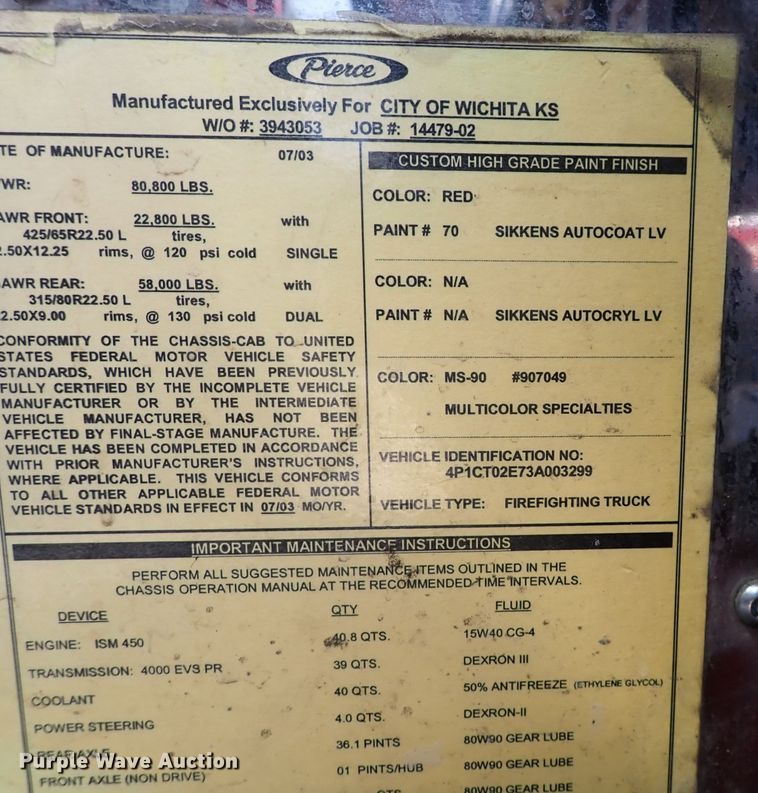 Pierce
Manufactured Exclusively For CITY OF WICHITA KS
W/O #: 3943053 JOB #: 14479-02
TE OF MANUFACTURE: 07/03
WR: 80,800 LBS.
AWR FRONT: 22,800 LBS. with
425/65R22.50 L tires,
2.50X12.25 rims, @ 120 psi cold SINGLE
AWR REAR: 58,000 LBS. with
315/80R22.50 L tires,
2.50X9.00 rims, @ 130 psi cold DUAL
CONFORMITY OF THE CHASSIS-CAB TO UNITED
STATES FEDERAL MOTOR VEHICLE SAFETY
STANDARDS, WHICH HAVE BEEN PREVIOUSLY
FULLY CERTIFIED BY THE INCOMPLETE VEHICLE
MANUFACTURER OR BY THE INTERMEDIATE
VEHICLE MANUFACTURER, HAS NOT BEEN
AFFECTED BY FINAL-STAGE MANUFACTURE. THE
VEHICLE HAS BEEN COMPLETED IN ACCORDANCE
WITH PRIOR MANUFACTURER'S INSTRUCTIONS,
WHERE APPLICABLE. THIS VEHICLE CONFORMS
TO ALL OTHER APPLICABLE FEDERAL MOTOR
VEHICLE STANDARDS IN EFFECT IN 07/03 MO/YR.
CUSTOM HIGH GRADE PAINT FINISH
COLOR: RED
PAINT # 70 SIKKENS AUTOCOAT LV
COLOR: N/A
PAINT # N/A SIKKENS AUTOCRYL LV
COLOR: MS-90 #907049
MULTICOLOR SPECIALTIES
VEHICLE IDENTIFICATION NO:
4P1CT02E73A003299
VEHICLE TYPE: FIREFIGHTING TRUCK
IMPORTANT MAINTENANCE INSTRUCTIONS
PERFORM ALL SUGGESTED MAINTENANCE ITEMS OUTLINED IN THE
CHASSIS OPERATION MANUAL AT THE RECOMMENDED TIME INTERVALS.
DEVICE QTY FLUID
ENGINE: ISM 450 40.8 QTS. 15W40 CG-4
TRANSMISSION: 4000 EVS PR 39 QTS. DEXRON III
COOLANT 40 QTS. 50% ANTIFREEZE (ETHYLENE GLYCOL)
POWER STEERING 4.0 QTS. DEXRON-II
REAR AXLE 36.1 PINTS 80W90 GEAR LUBE
FRONT AXLE (NON DRIVE) 01 PINTS/HUB 80W90 GEAR LUBE
QTS. 80W90 GEAR LUBE
Purple Wave Auction